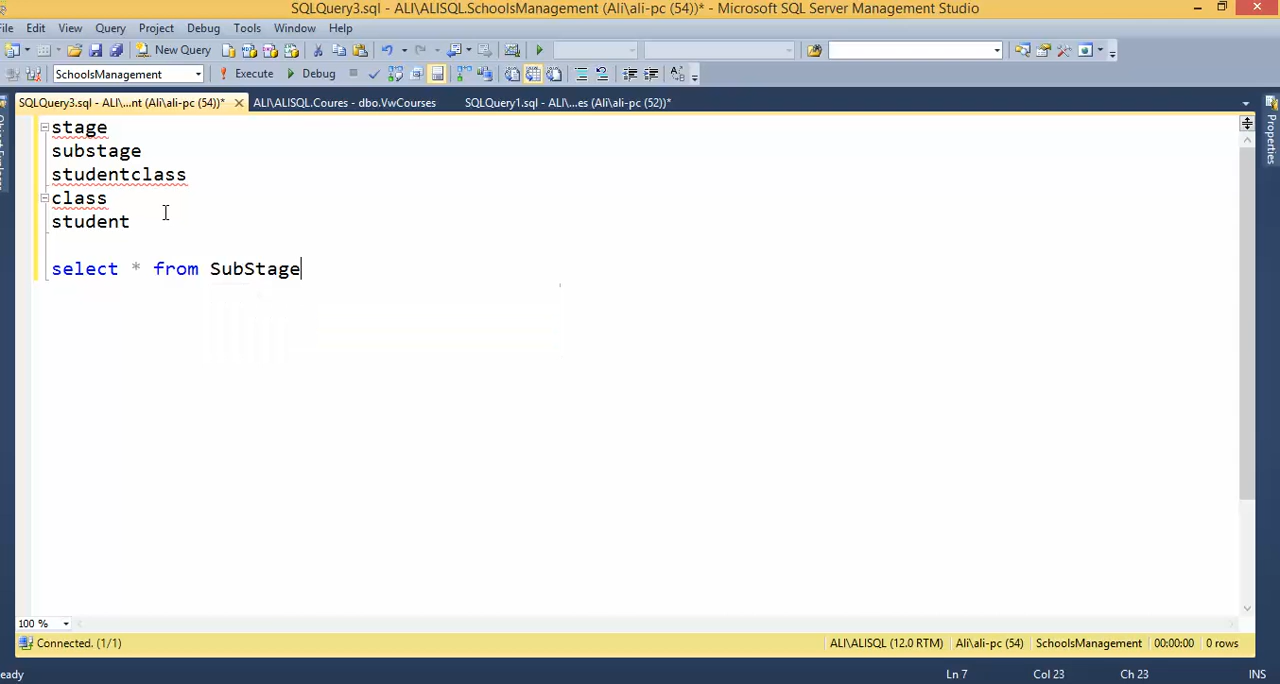 SQLQuery3.sql - ALI\ALISQL.SchoolsManagement (Ali\ali-pc (54))* - Microsoft SQL Server Management Studio
File Edit View Query Project Debug Tools Window Help
New Query
SchoolsManagement Execute Debug
SQLQuery3.sql - ALI\...nt (Ali\ali-pc (54))* ALI\ALISQL.Coures - dbo.VwCourses SQLQuery1.sql - ALI\...es (Ali\ali-pc (52))*
Properties
stage
substage
studentclass
class
student
select * from SubStage
100 %
Connected. (1/1) ALI\ALISQL (12.0 RTM) Ali\ali-pc (54) SchoolsManagement 00:00:00 0 rows
eady Ln 7 Col 23 Ch 23 INS